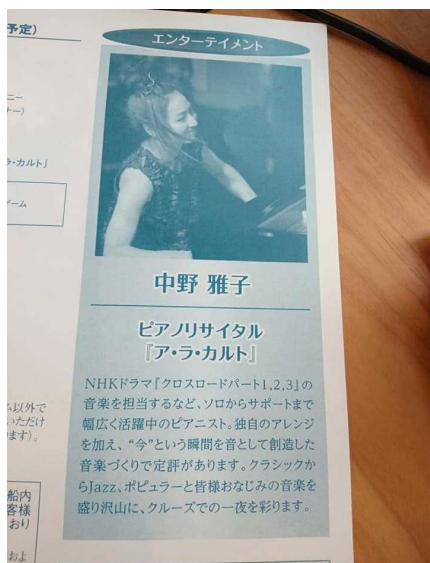 予定)
ニー
ナー)
ラ・カルト』
ーム
エンターテイメント
中野 雅子
ピアノリサイタル
『ア・ラ・カルト』
NHKドラマ『クロスロードパート1,2,3』の
音楽を担当するなど、ソロからサポートまで
幅広く活躍中のピアニスト。独自のアレンジ
を加え、“今”という瞬間を音として創造した
音楽づくりで定評があります。クラシックか
らJazz、ポピュラーと皆様おなじみの音楽を
盛り沢山に、クルーズでの一夜を彩ります。
ム以外で
いただけ
ます)。
船内
客様
おり
およ